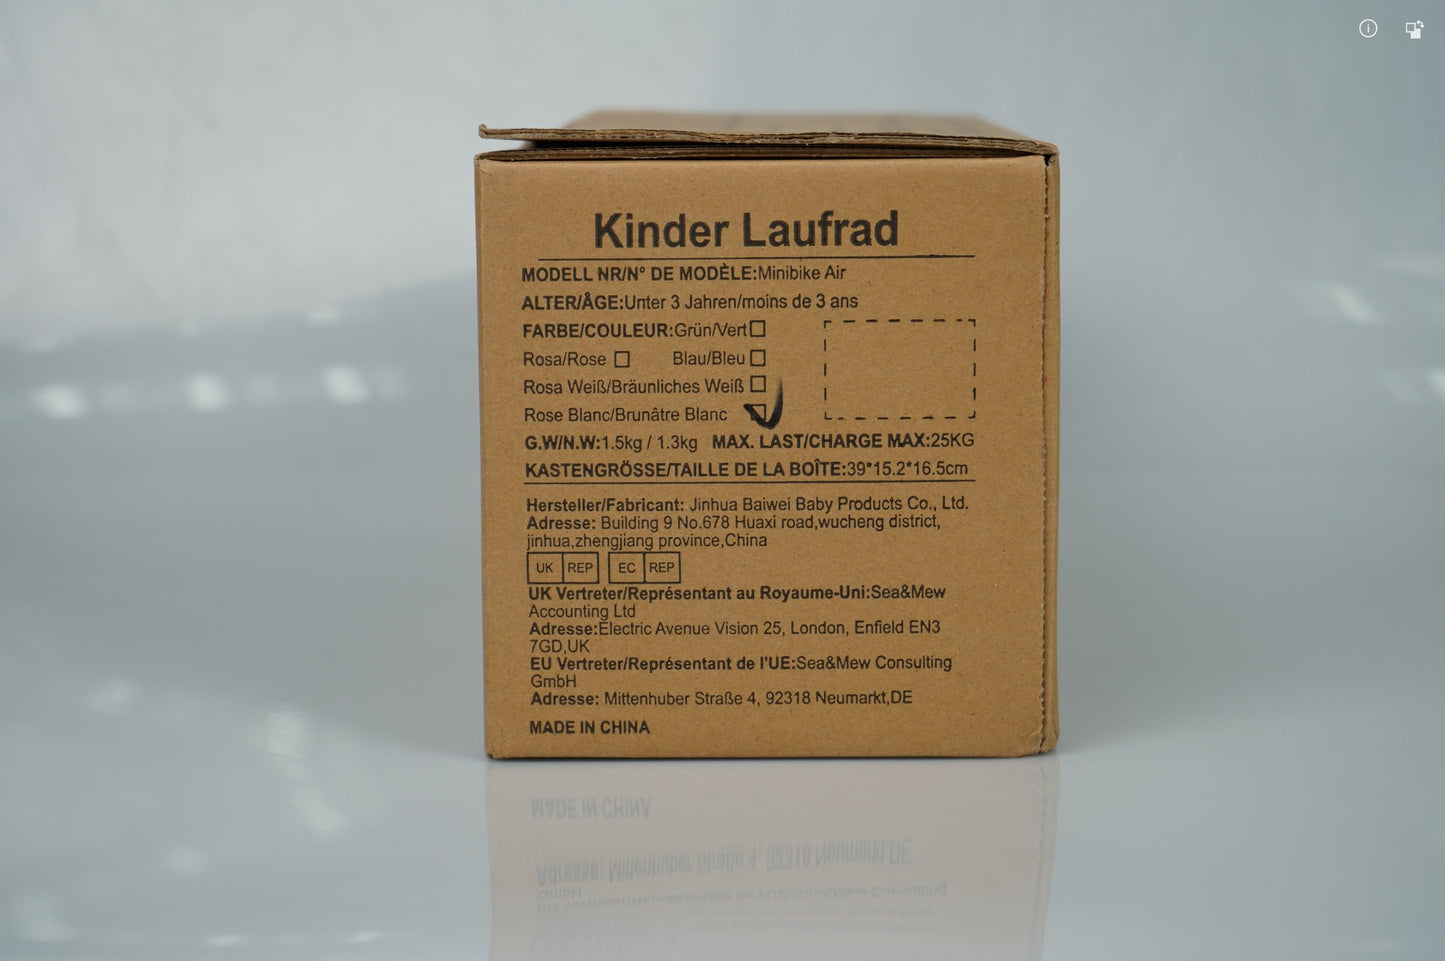 Kinder Laufrad
MODELL NR/N° DE MODÈLE:Minibike Air
ALTER/ÂGE:Unter 3 Jahren/moins de 3 ans
FARBE/COULEUR:Grün/Vert
Rosa/Rose Blau/Bleu
Rosa Weiß/Bräunliches Weiß
Rose Blanc/Brunâtre Blanc
G.W/N.W:1.5kg / 1.3kg MAX. LAST/CHARGE MAX:25KG
KASTENGRÖSSE/TAILLE DE LA BOÎTE:39*15.2*16.5cm
Hersteller/Fabricant: Jinhua Baiwei Baby Products Co., Ltd.
Adresse: Building 9 No.678 Huaxi road,wucheng district,
jinhua,zhengjiang province,China
UK REP EC REP
UK Vertreter/Représentant au Royaume-Uni:Sea&Mew
Accounting Ltd
Adresse:Electric Avenue Vision 25, London, Enfield EN3
7GD,UK
EU Vertreter/Représentant de l'UE:Sea&Mew Consulting
GmbH
Adresse: Mittenhuber Straße 4, 92318 Neumarkt,DE
MADE IN CHINA